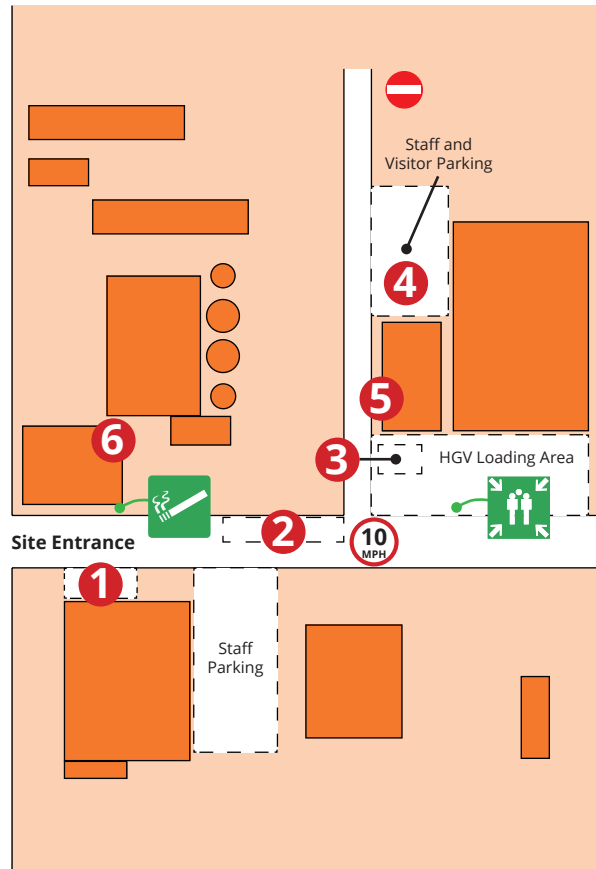 Staff and
Visitor Parking
4
5
6
3
HGV Loading Area
2
10
MPH
Site Entrance
1
Staff
Parking